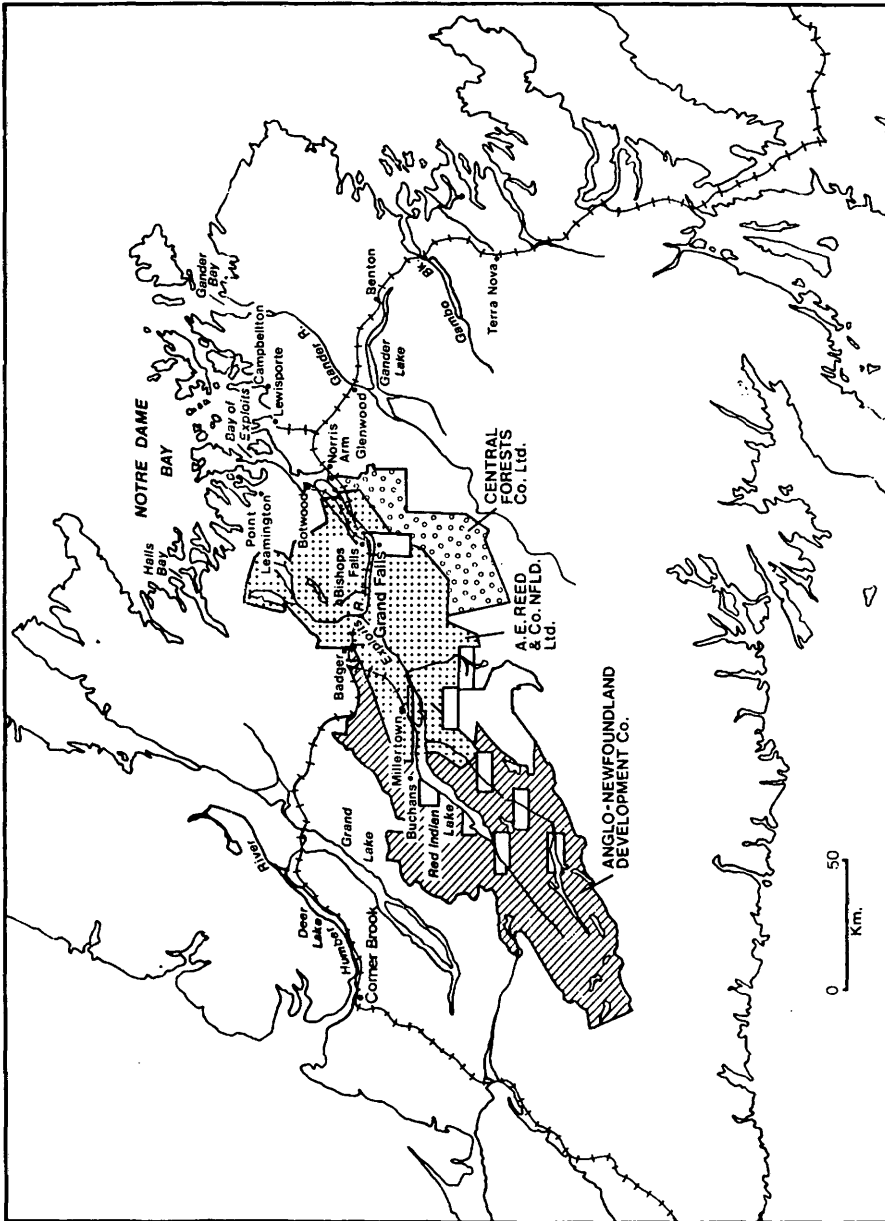 NOTRE DAME
BAY
Halls
Bay
Point
Leamington
Bay of
Exploits
Campbellton
Lewisporte
Gander
Bay
Botwood
Norris
Arm
Glenwood
Gander R.
Gander
Lake
Benton
Gambo
Bk.
Terra Nova
Bishops
Falls
Grand Falls
Exploits R.
Badger
Millertown
Buchans
Red Indian
Lake
Grand
Lake
River
Deer
Lake
Humber
Corner Brook
CENTRAL
FORESTS
Co. Ltd.
A.E. REED
& Co. NFLD.
Ltd.
ANGLO-NEWFOUNDLAND
DEVELOPMENT Co.
0
50
Km.